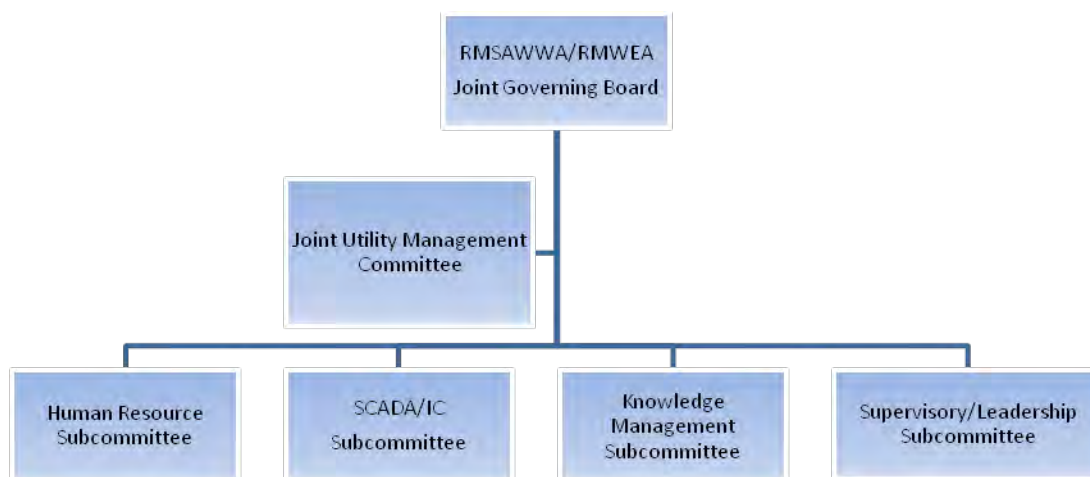 RMSAWWA/RMWEA
Joint Governing Board
Joint Utility Management
Committee
Human Resource
Subcommittee
SCADA/IC
Subcommittee
Knowledge
Management
Subcommittee
Supervisory/Leadership
Subcommittee